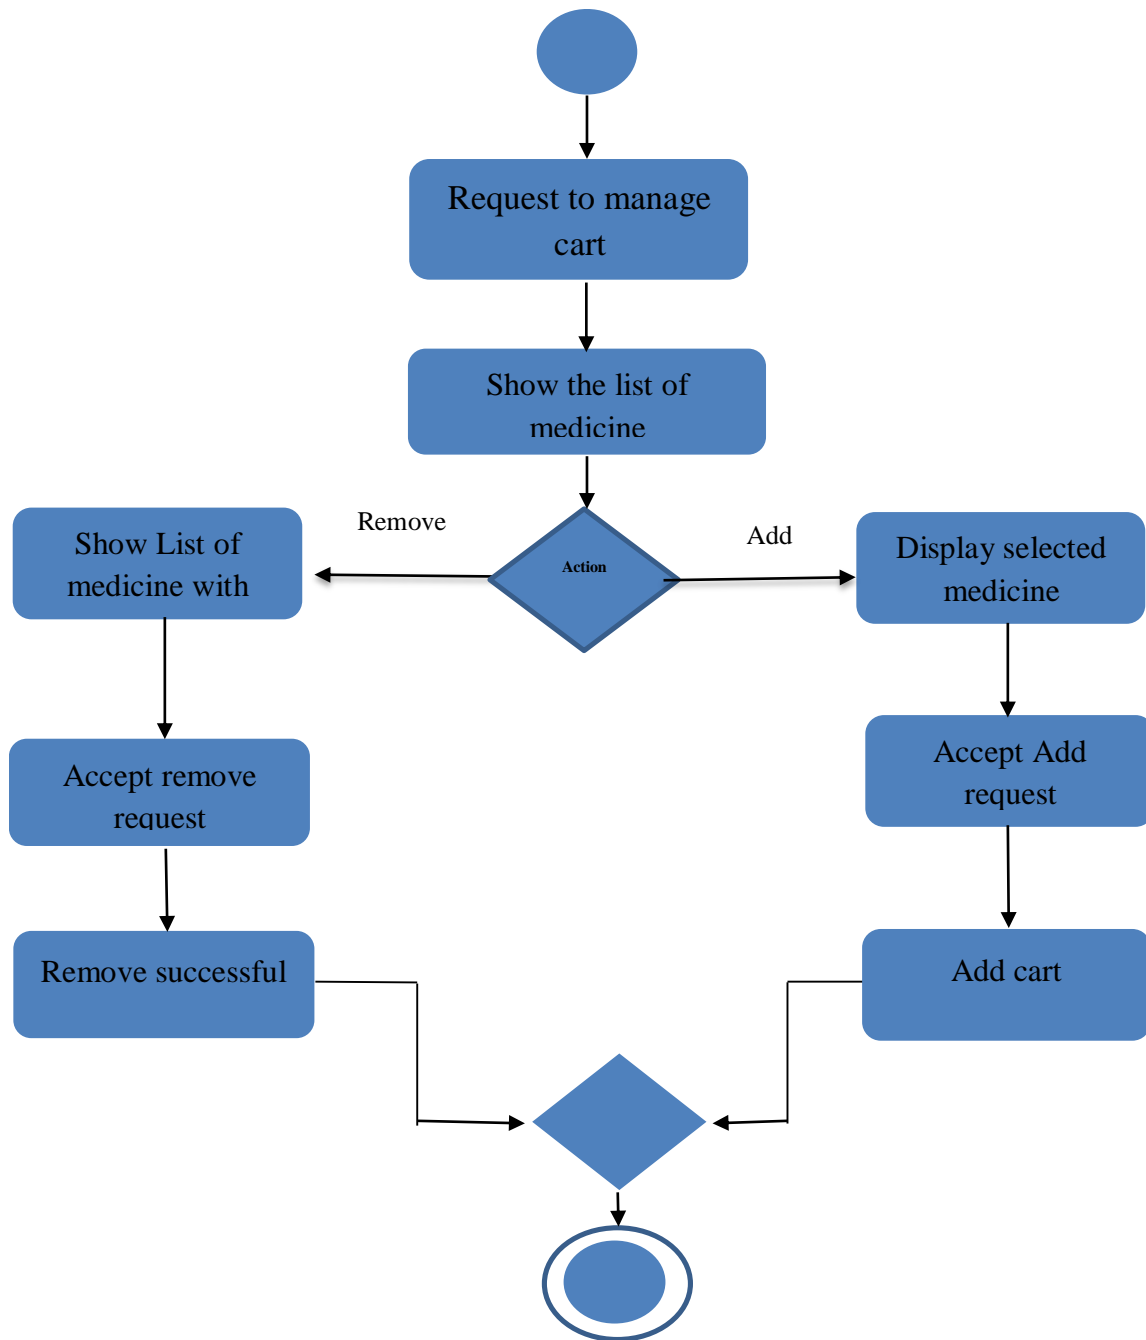 Request to manage
cart
Show the list of
medicine
Remove
Add
Action
Show List of
medicine with
Display selected
medicine
Accept remove
request
Accept Add
request
Remove successful
Add cart